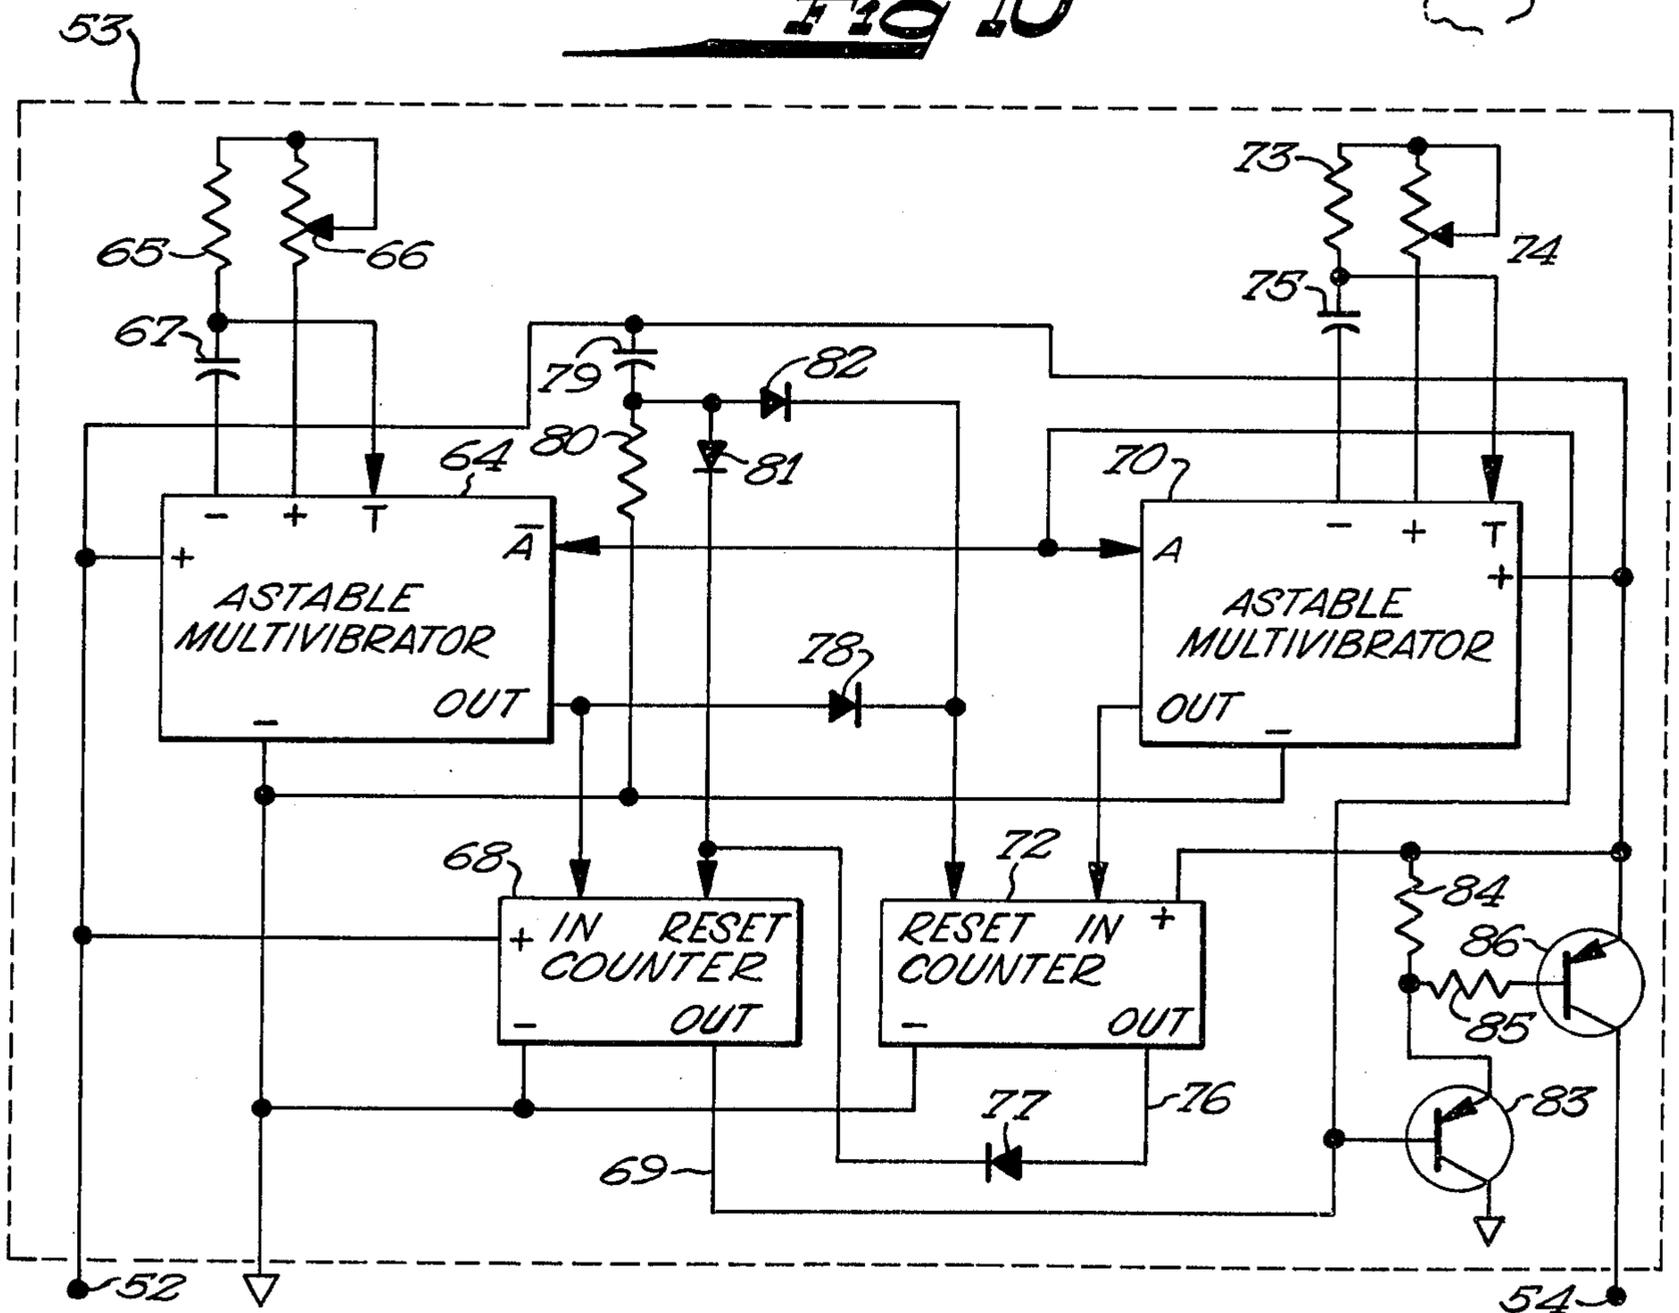 Fig 10
53
73
74
65
66
75
67
82
79
80
81
64
70
- + T
A̅
+
ASTABLE
MULTIVIBRATOR
OUT
-
- + T
A
+
ASTABLE
MULTIVIBRATOR
OUT
-
78
68
72
84
86
85
+ IN RESET
COUNTER
- OUT
RESET IN +
COUNTER
- OUT
77
76
83
69
52
54